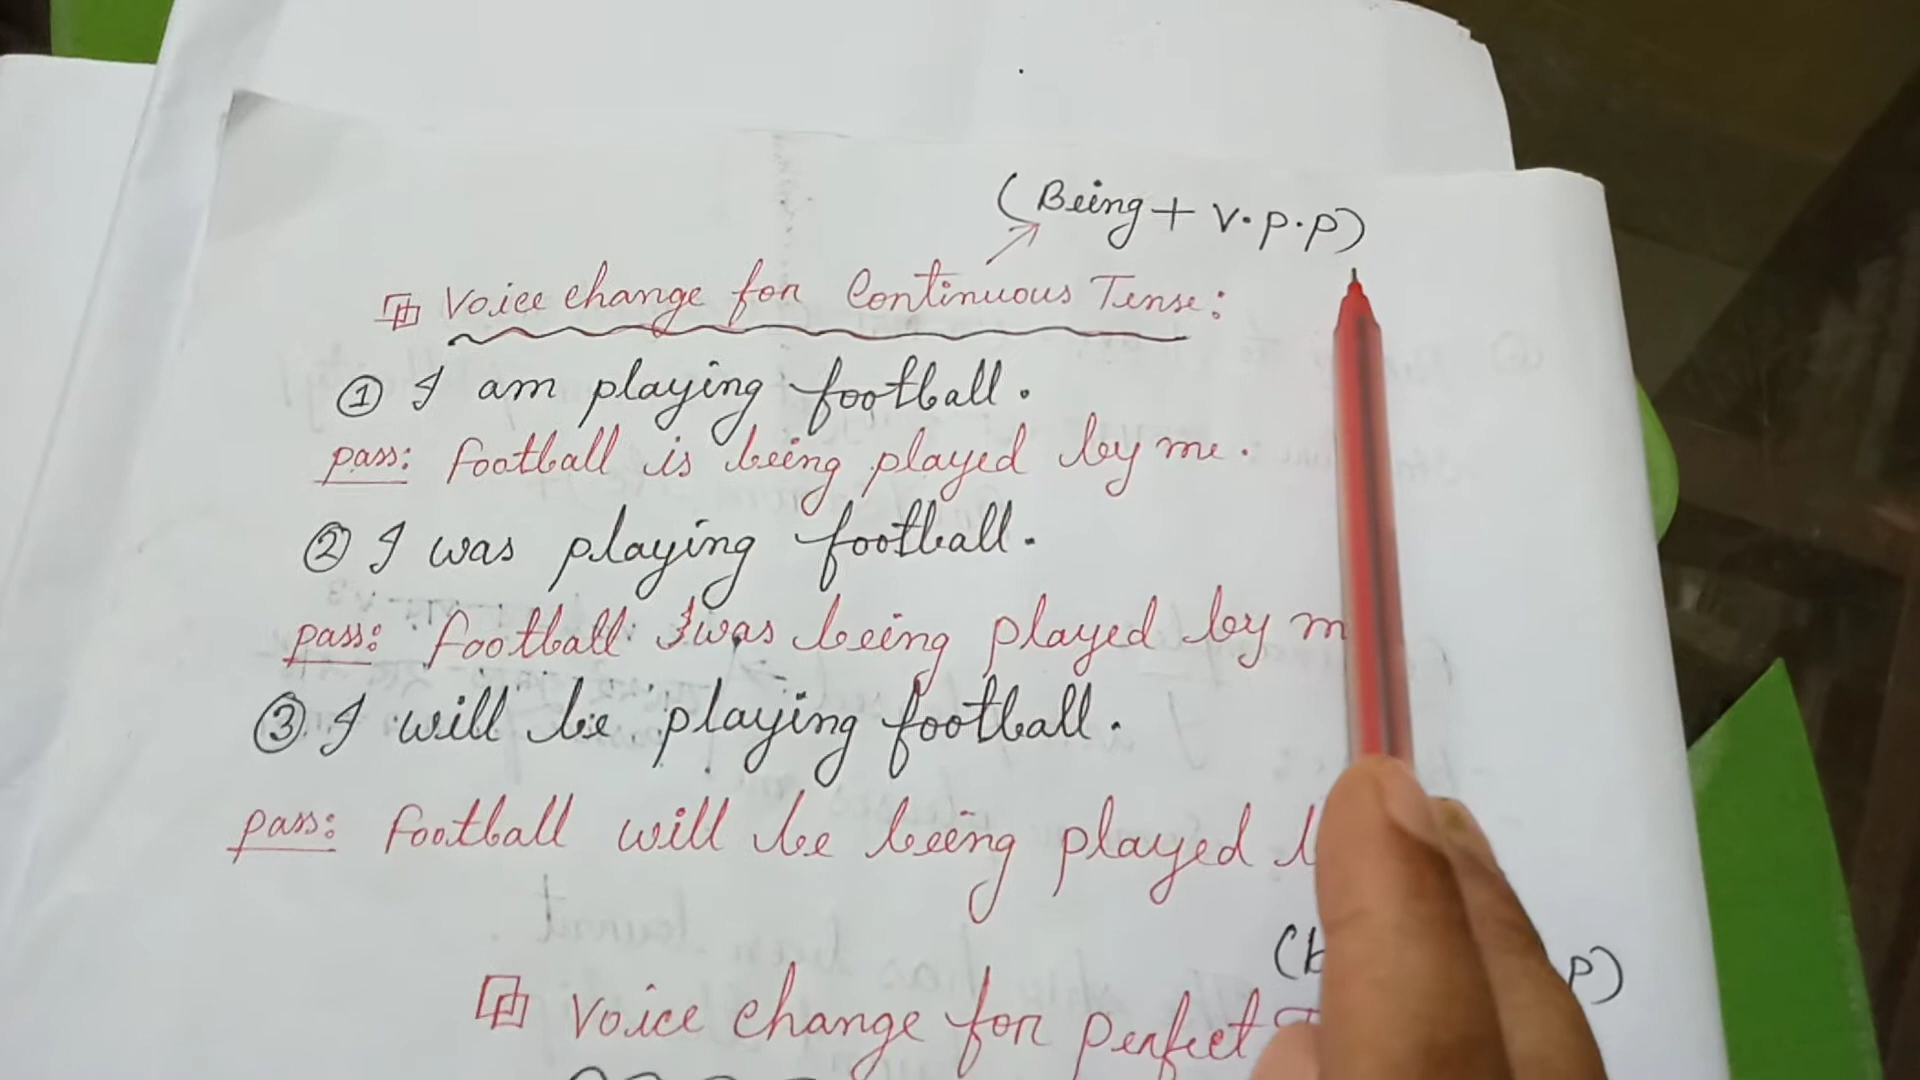 (Being + v.p.p)
Voice change for Continuous Tense:
① I am playing football.
pass: football is being played by me.
② I was playing football.
pass: football was being played by m
③ I will be playing football.
pass: football will be being played
Voice change for perfect